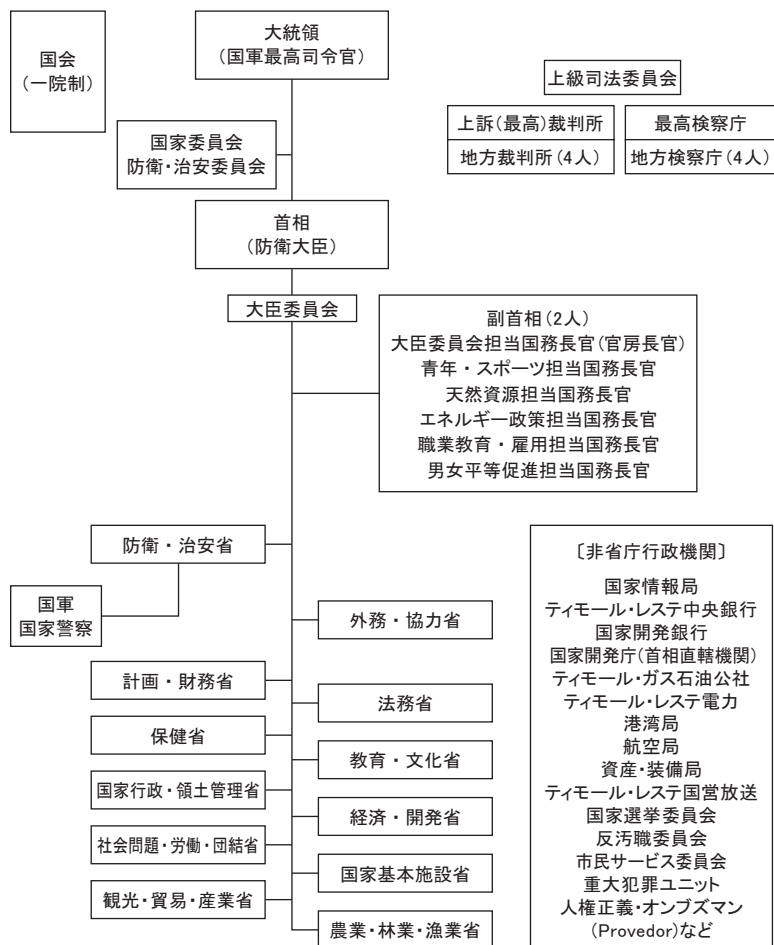 国会
(一院制)
大統領
(国軍最高司令官)
上級司法委員会
上訴(最高)裁判所
最高検察庁
地方裁判所(4人)
地方検察庁(4人)
国家委員会
防衛・治安委員会
首相
(防衛大臣)
大臣委員会
副首相(2人)
大臣委員会担当国務長官(官房長官)
青年・スポーツ担当国務長官
天然資源担当国務長官
エネルギー政策担当国務長官
職業教育・雇用担当国務長官
男女平等促進担当国務長官
防衛・治安省
国軍
国家警察
外務・協力省
計画・財務省
法務省
保健省
教育・文化省
国家行政・領土管理省
経済・開発省
社会問題・労働・団結省
国家基本施設省
観光・貿易・産業省
農業・林業・漁業省
〔非省庁行政機関〕
国家情報局
ティモール・レステ中央銀行
国家開発銀行
国家開発庁(首相直轄機関)
ティモール・ガス石油公社
ティモール・レステ電力
港湾局
航空局
資産・装備局
ティモール・レステ国営放送
国家選挙委員会
反汚職委員会
市民サービス委員会
重大犯罪ユニット
人権正義・オンブズマン
(Provedor)など